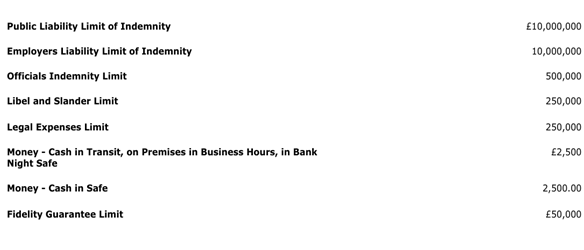 Public Liability Limit of Indemnity £10,000,000
Employers Liability Limit of Indemnity 10,000,000
Officials Indemnity Limit 500,000
Libel and Slander Limit 250,000
Legal Expenses Limit 250,000
Money - Cash in Transit, on Premises in Business Hours, in Bank £2,500
Night Safe
Money - Cash in Safe 2,500.00
Fidelity Guarantee Limit £50,000